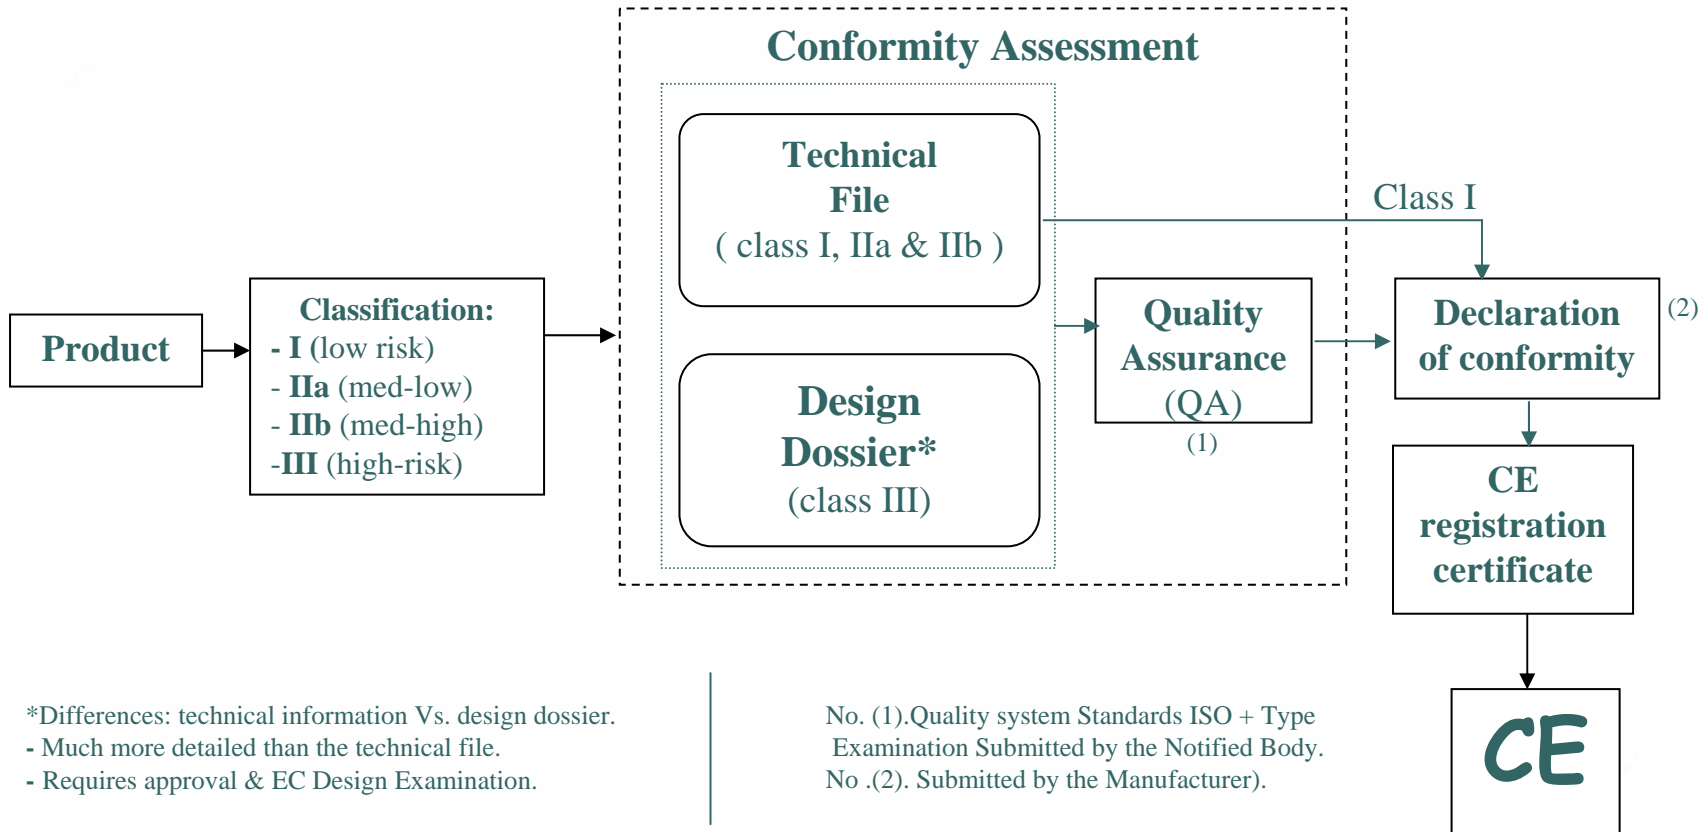 Conformity Assessment
Technical
File
( class I, IIa & IIb )
Class I
Product
Classification:
- I (low risk)
- IIa (med-low)
- IIb (med-high)
-III (high-risk)
Design
Dossier*
(class III)
Quality
Assurance
(QA)
(1)
Declaration
of conformity
(2)
CE
registration
certificate
*Differences: technical information Vs. design dossier.
- Much more detailed than the technical file.
- Requires approval & EC Design Examination.
No. (1).Quality system Standards ISO + Type
Examination Submitted by the Notified Body.
No .(2). Submitted by the Manufacturer).
CE